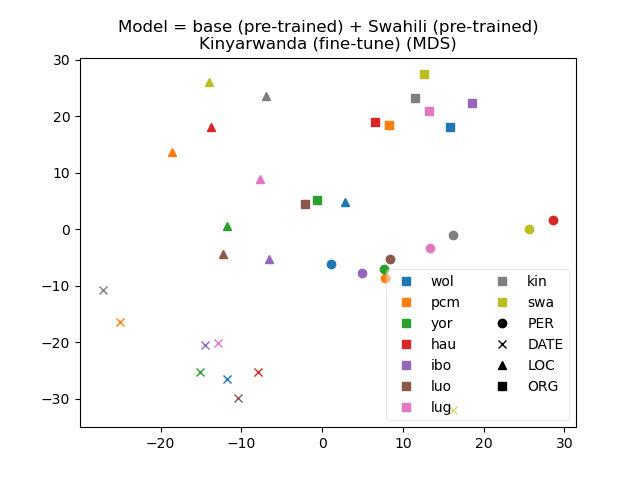 Model = base (pre-trained) + Swahili (pre-trained)
Kinyarwanda (fine-tune) (MDS)
30
20
10
0
−10
−20
−30
−20
−10
0
10
20
30
wol
pcm
yor
hau
ibo
luo
lug
kin
swa
PER
DATE
LOC
ORG